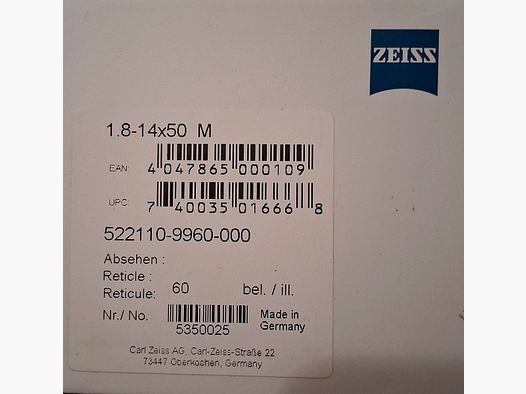 ZEISS
1.8-14x50 M
EAN: 4 047865 000109
UPC: 7 40035 01666 8
522110-9960-000
Absehen :
Reticle :
Reticule: 60 bel. / ill.
Nr./ No. 5350025 Made in
Germany
Carl Zeiss AG, Carl-Zeiss-Straße 22
73447 Oberkochen, Germany